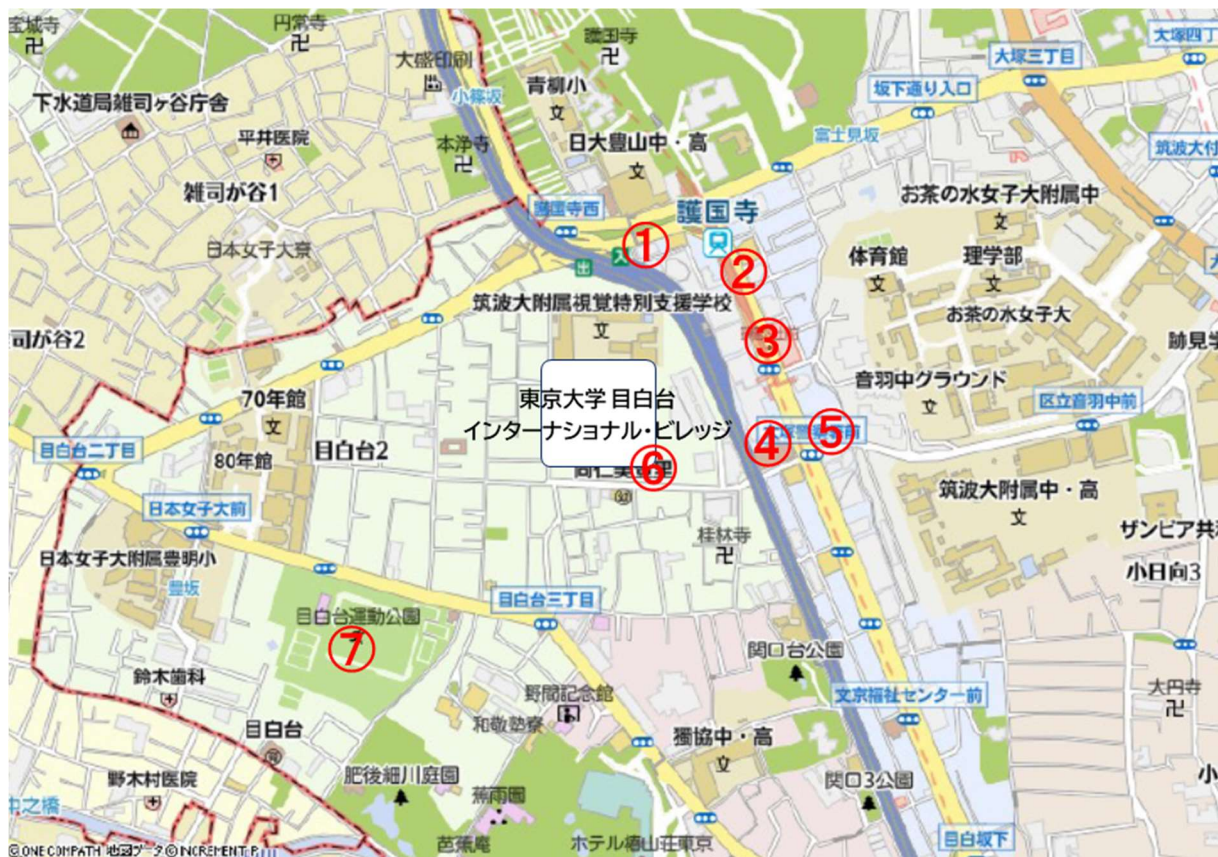 宝城寺
円常寺
護国寺
大塚三丁目
大盛印刷
青柳小
坂下通り入口
下水道局雑司ヶ谷庁舎
小篠坂
平井医院
本浄寺
日大豊山中・高
富士見坂
雑司が谷1
お茶の水女子大附属中
護国寺西
護国寺
日本女子大寮
①
体育館
理学部
入
出
②
筑波大附属視覚特別支援学校
お茶の水女子大
司が谷2
③
東京大学 目白台
インターナショナル・ビレッジ
音羽中グラウンド
70年館
区立音羽中前
目白台二丁目
目白台2
80年館
④
⑤
⑥
筑波大附属中・高
日本女子大前
桂林寺
ザンビア共
日本女子大附属豊明小
豊坂
小日向3
目白台三丁目
目白台運動公園
⑦
関口台公園
鈴木歯科
文京福祉センター前
大円寺
野間記念館
和敬塾寮
目白台
獨協中・高
野木村医院
肥後細川庭園
関口3公園
蕉雨園
中之橋
芭蕉庵
ホテル椿山荘東京
目白坂下
© ONE COMPATH 地図データ © INCREMENT P